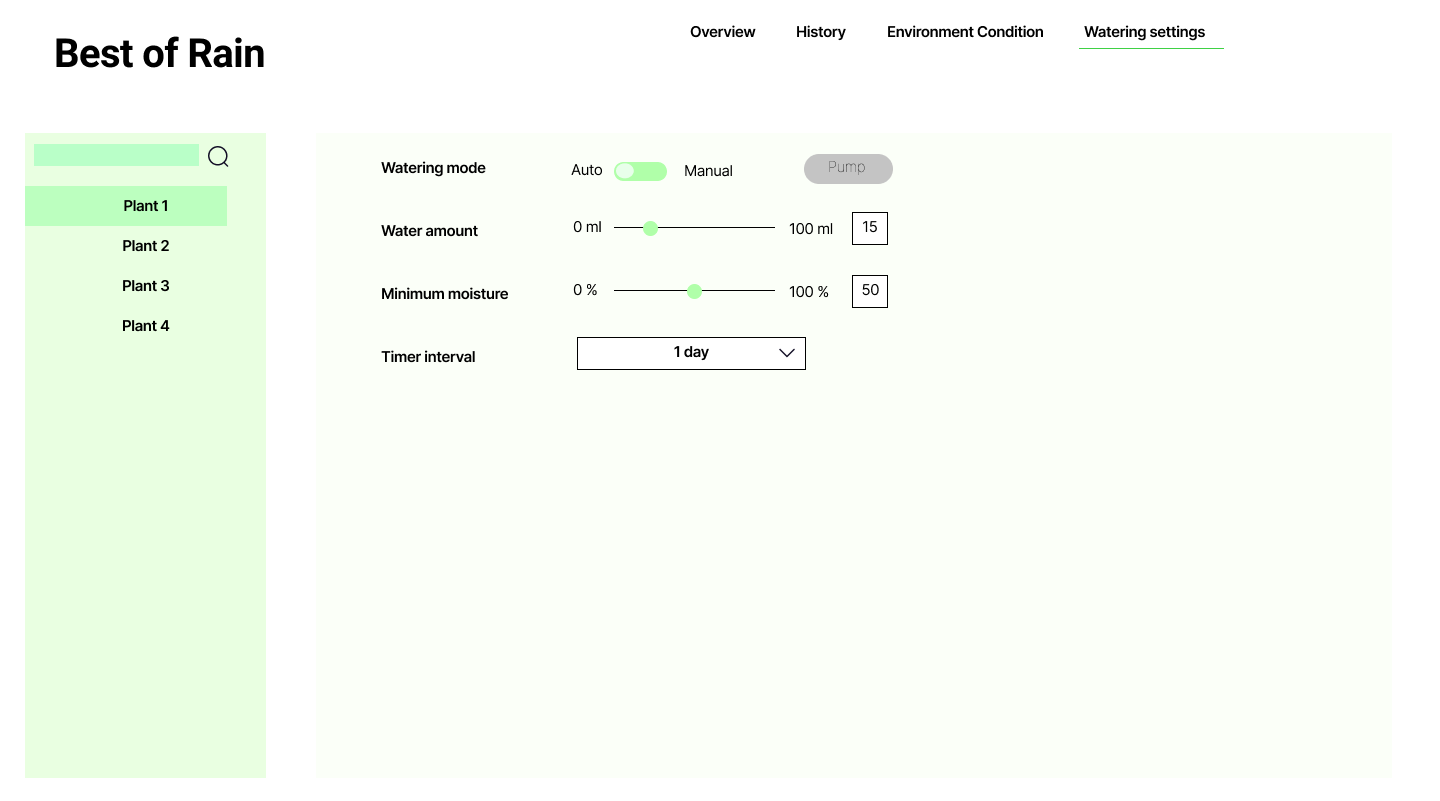 Best of Rain
Overview
History
Environment Condition
Watering settings
Plant 1
Plant 2
Plant 3
Plant 4
Watering mode
Auto
Manual
Pump
Water amount
0 ml
100 ml
15
Minimum moisture
0 %
100 %
50
Timer interval
1 day